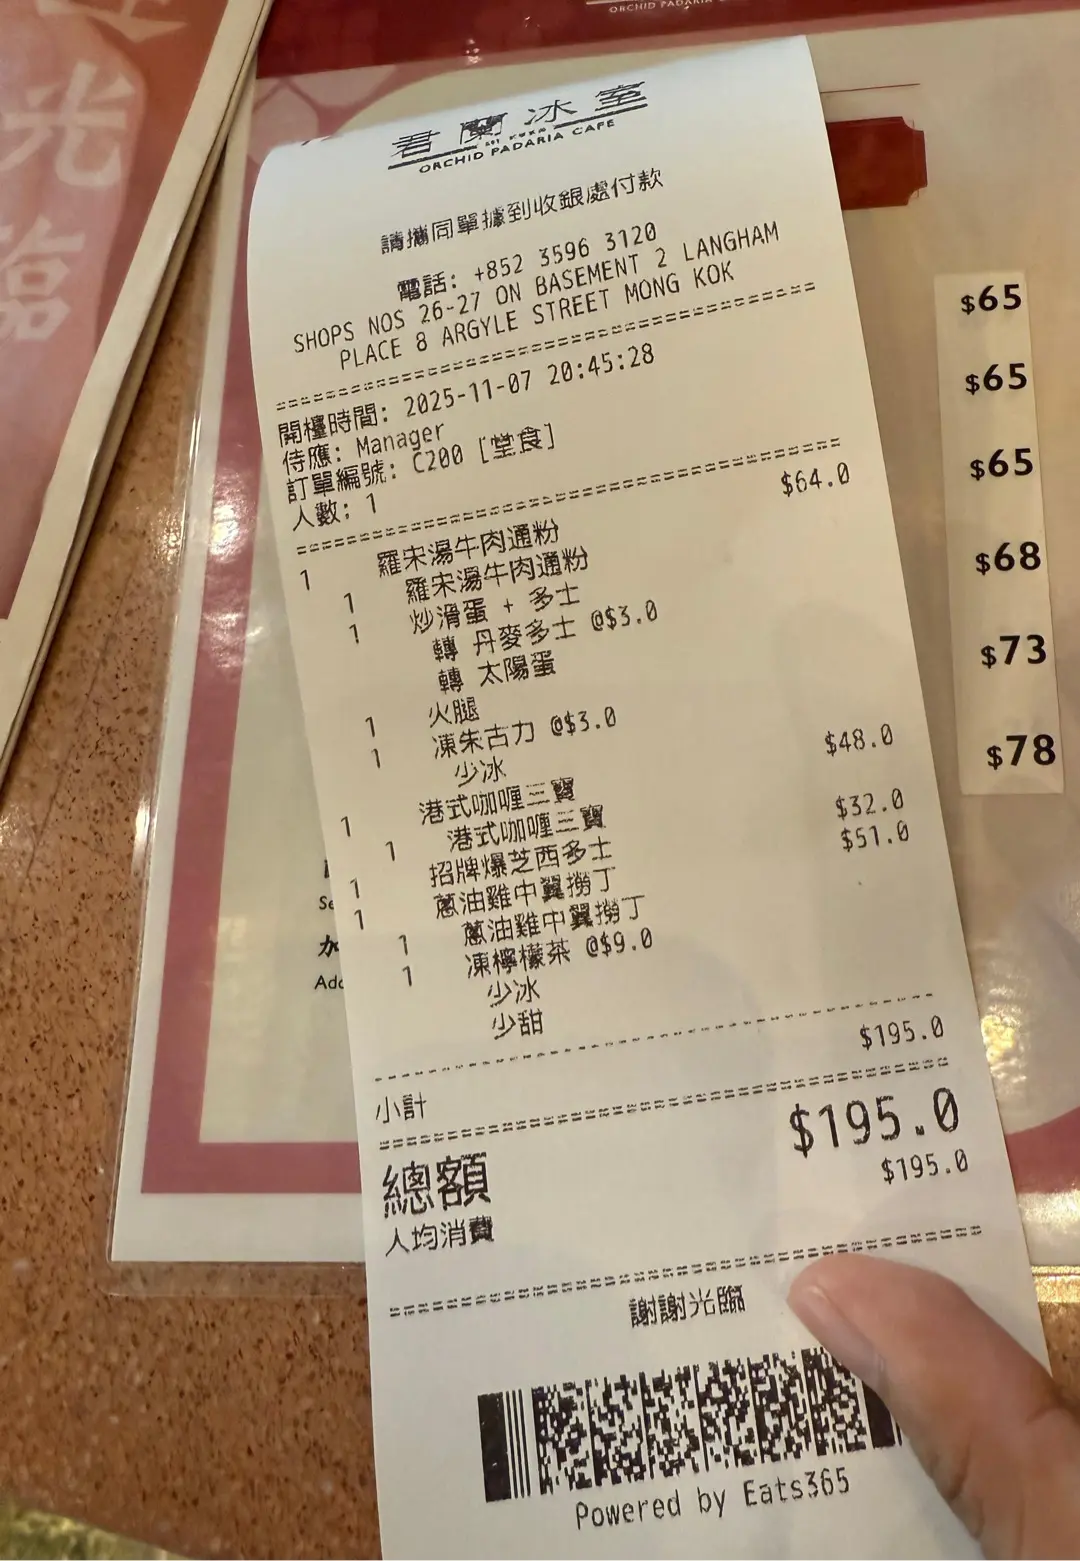 ORCHID PADARIA
光
臨
君蘭冰室
ORCHID PADARIA CAFE
請攜同單據到收銀處付款
電話: +852 3596 3120
SHOPS NOS 26-27 ON BASEMENT 2 LANGHAM
PLACE 8 ARGYLE STREET MONG KOK
開檯時間: 2025-11-07 20:45:28
侍應: Manager
訂單編號: C200 [堂食]
人數: 1
1 羅宋湯牛肉通粉 $64.0
1 羅宋湯牛肉通粉
1 炒滑蛋 + 多士
轉 丹麥多士 @$3.0
轉 太陽蛋
1 火腿
1 凍朱古力 @$3.0
少冰
1 港式咖喱三寶 $48.0
1 港式咖喱三寶
1 招牌爆芝西多士 $32.0
1 蔥油雞中翼撈丁 $51.0
1 蔥油雞中翼撈丁
1 凍檸檬茶 @$9.0
少冰
少甜
小計 $195.0
總額 $195.0
人均消費 $195.0
謝謝光臨
Powered by Eats365
$65
$65
$65
$68
$73
$78
Se
加
Add